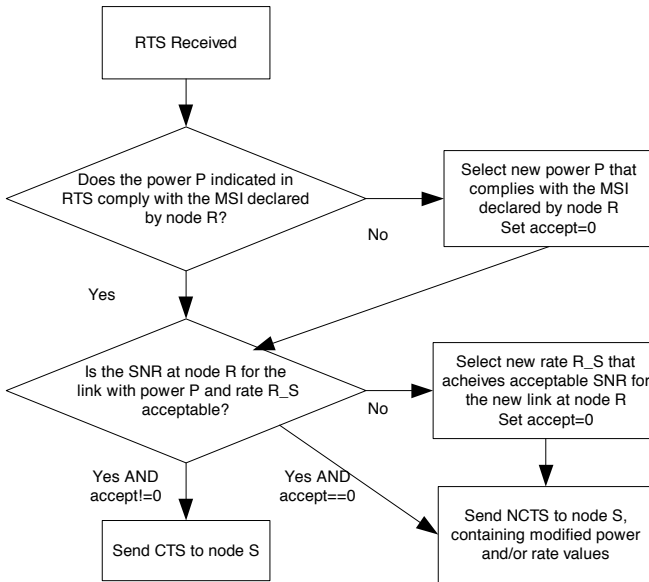 RTS Received
Does the power P indicated in
RTS comply with the MSI declared
by node R?
No
Select new power P that
complies with the MSI
declared by node R
Set accept=0
Yes
Is the SNR at node R for the
link with power P and rate R_S
acceptable?
No
Select new rate R_S that
acheives acceptable SNR for
the new link at node R
Set accept=0
Yes AND
accept!=0
Yes AND
accept==0
Send CTS to node S
Send NCTS to node S,
containing modified power
and/or rate values